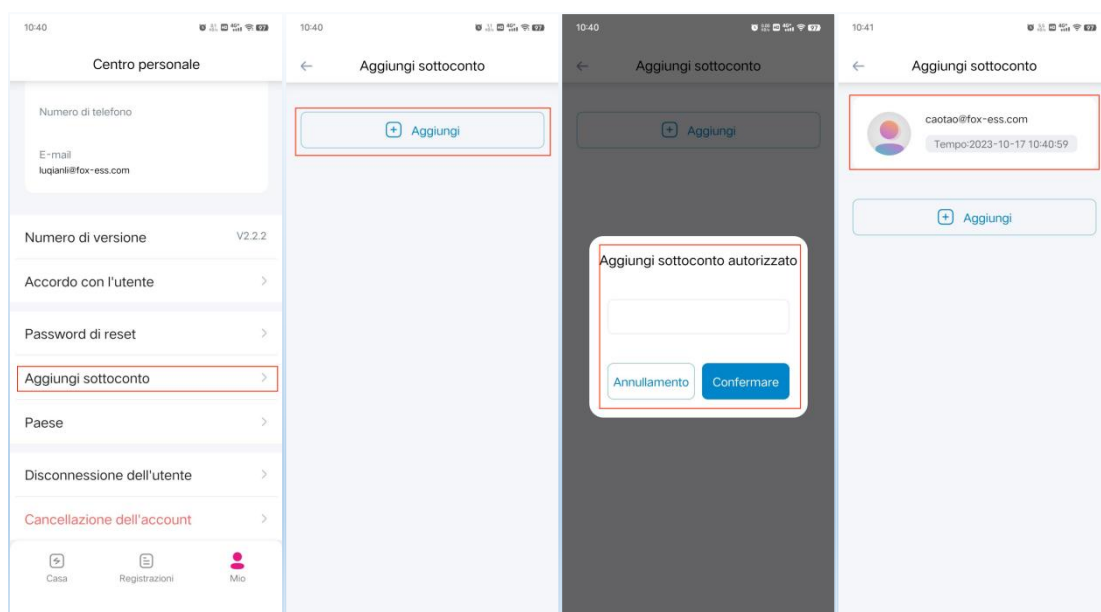 10:40
Centro personale
Numero di telefono
E-mail
luqianli@fox-ess.com
Numero di versione V2.2.2
Accordo con l'utente
Password di reset
Aggiungi sottoconto
Paese
Disconnessione dell'utente
Cancellazione dell'account
Casa Registrazioni Mio
10:40
Aggiungi sottoconto
Aggiungi
10:40
Aggiungi sottoconto
Aggiungi
Aggiungi sottoconto autorizzato
Annullamento Confermare
10:41
Aggiungi sottoconto
caotao@fox-ess.com
Tempo:2023-10-17 10:40:59
Aggiungi